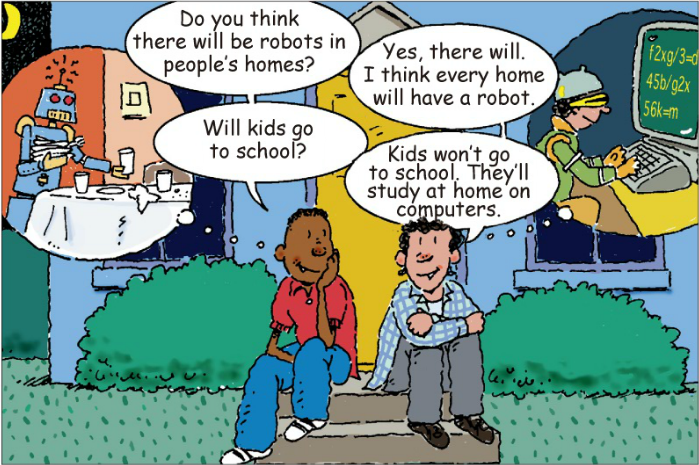 Do you think
there will be robots in
people's homes?
Yes, there will.
I think every home
will have a robot.
Will kids go
to school?
Kids won't go
to school. They'll
study at home on
computers.
f2xg/3=d
45b/g2x
56k=m